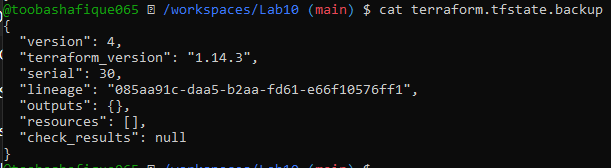 @toobashafique065 /workspaces/Lab10 (main) $ cat terraform.tfstate.backup
{
  "version": 4,
  "terraform_version": "1.14.3",
  "serial": 30,
  "lineage": "085aa91c-daa5-b2aa-fd61-e66f10576ff1",
  "outputs": {},
  "resources": [],
  "check_results": null
}
@toobashafique065 /workspaces/Lab10 (main) $